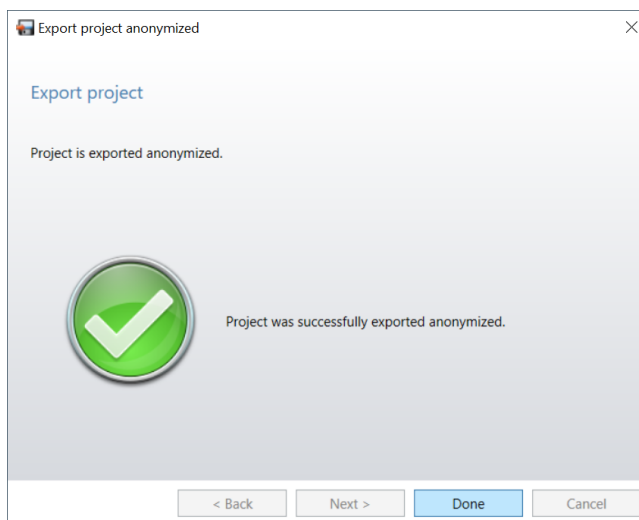 Export project anonymized
Export project
Project is exported anonymized.
Project was successfully exported anonymized.
< Back
Next >
Done
Cancel